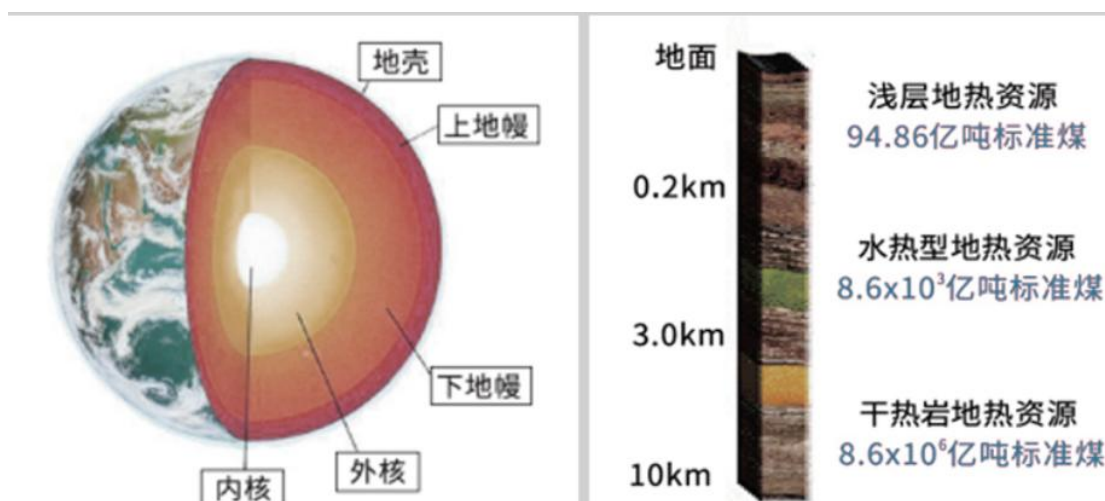 地壳
上地幔
下地幔
外核
内核
地面
浅层地热资源
94.86亿吨标准煤
0.2km
水热型地热资源
8.6x10³亿吨标准煤
3.0km
干热岩地热资源
8.6x10⁶亿吨标准煤
10km